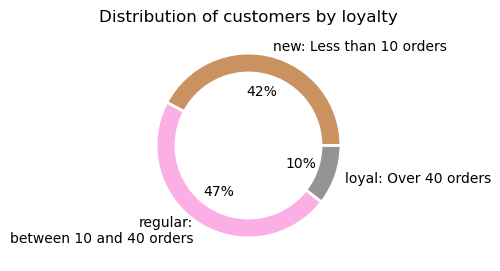 Distribution of customers by loyalty
new: Less than 10 orders
42%
10%
loyal: Over 40 orders
47%
regular:
between 10 and 40 orders